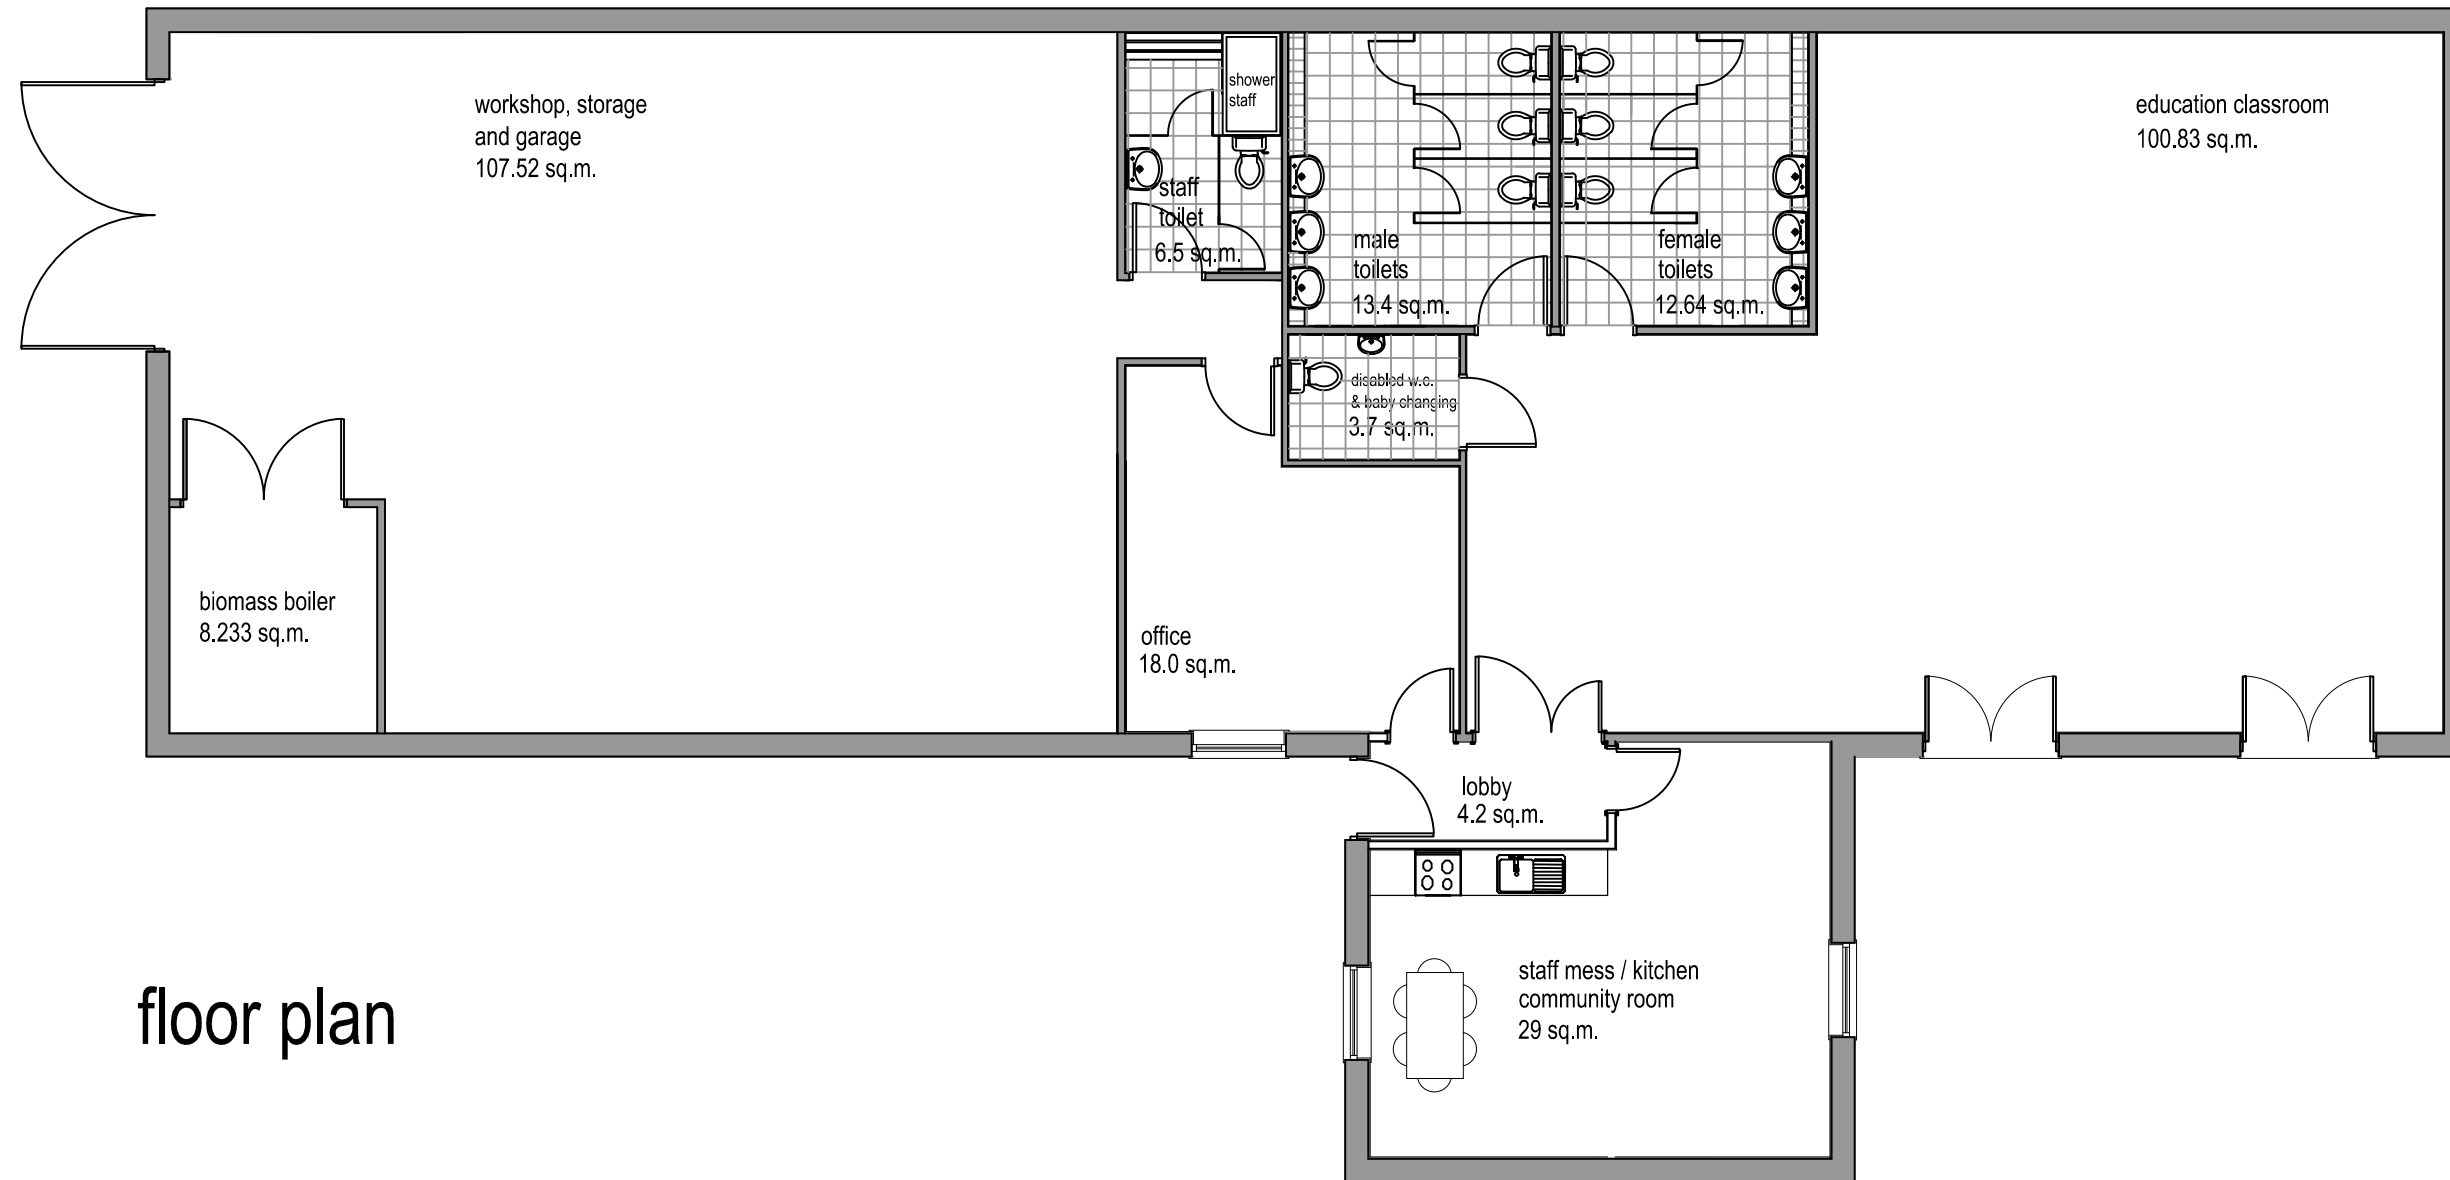 workshop, storage
and garage
107.52 sq.m.
shower
staff
staff
toilet
6.5 sq.m.
male
toilets
13.4 sq.m.
female
toilets
12.64 sq.m.
education classroom
100.83 sq.m.
disabled w.c.
& baby changing
3.7 sq.m.
biomass boiler
8.233 sq.m.
office
18.0 sq.m.
lobby
4.2 sq.m.
staff mess / kitchen
community room
29 sq.m.
floor plan